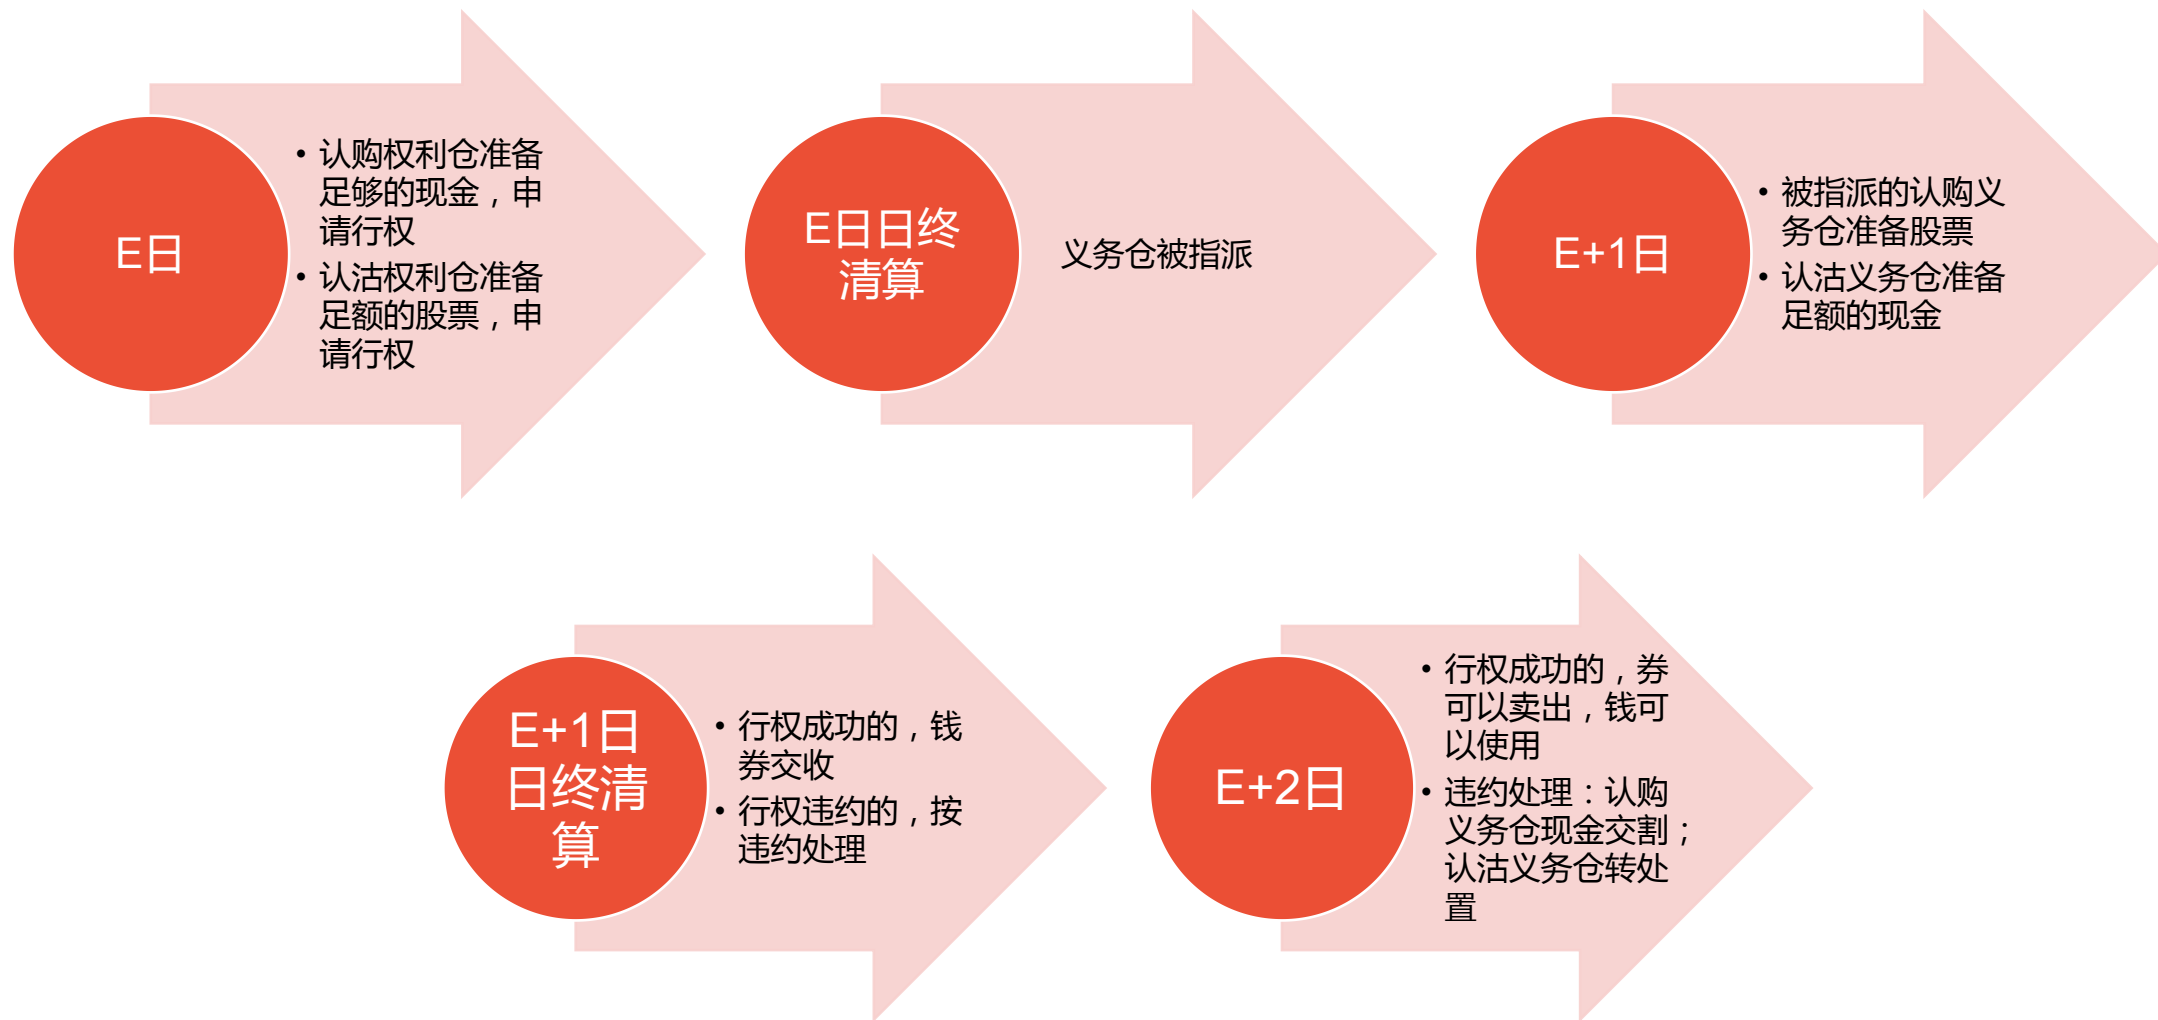 E日
• 认购权利仓准备
足够的现金，申
请行权
• 认沽权利仓准备
足额的股票，申
请行权
E日日终
清算
义务仓被指派
E+1日
• 被指派的认购义
务仓准备股票
• 认沽义务仓准备
足额的现金
E+1日
日终清
算
• 行权成功的，钱
券交收
• 行权违约的，按
违约处理
E+2日
• 行权成功的，券
可以卖出，钱可
以使用
• 违约处理：认购
义务仓现金交割；
认沽义务仓转处
置